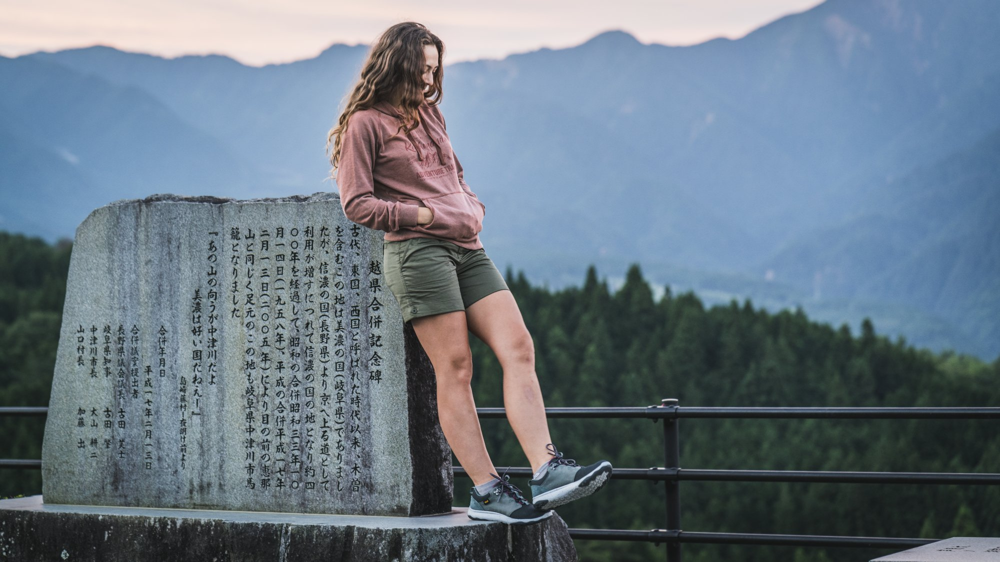 越県合併記念碑
古代、東国、西国と呼ばれた時代以来、木曽
を含むこの地は美濃の国(岐阜県)でありまし
たが、信濃の国(長野県)より京へ上る道として
利用が増すにつれて信濃の国の地となり約四
〇〇年を経過して、昭和の合併昭和三三年一〇
月一四日(一九五八年)、平成の合併平成一七年
二月一三日(二〇〇五年)により目の前の恵那
山と同じく足元のこの地も岐阜県中津川市馬
籠となりました
『あの山の向うが中津川だよ
美濃は好い国だねえー』
島崎藤村ー夜明け前より
合併年月日
平成一七年二月一三日
合併議案提出者
長野県議会議長 古田 芙士
岐阜県知事 古田 肇
中津川市長 大山 耕二
山口村長 加藤 出
ADVENTURE